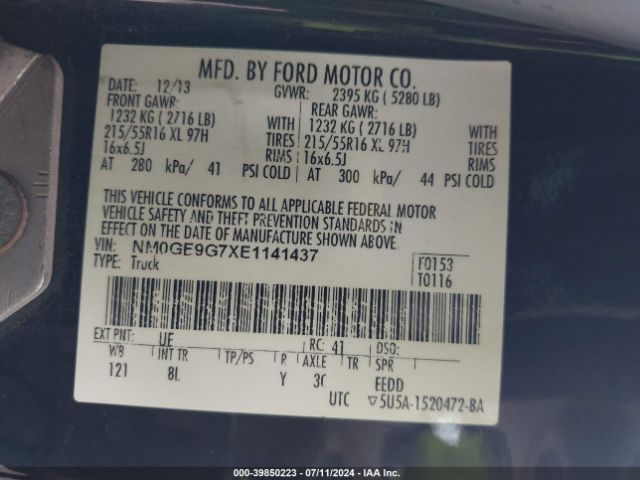 MFD. BY FORD MOTOR CO.
DATE: 12/13 GVWR: 2395 KG ( 5280 LB)
FRONT GAWR: REAR GAWR:
1232 KG ( 2716 LB) WITH 1232 KG ( 2716 LB) WITH
215/55R16 XL 97H TIRES 215/55R16 XL 97H TIRES
16x6.5J RIMS 16x6.5J RIMS
AT 280 kPa/ 41 PSI COLD AT 300 kPa/ 44 PSI COLD
THIS VEHICLE CONFORMS TO ALL APPLICABLE FEDERAL MOTOR
VEHICLE SAFETY AND THEFT PREVENTION STANDARDS IN
EFFECT ON THE DATE OF MANUFACTURE SHOWN ABOVE.
VIN: NM0GE9G7XE1141437
TYPE: Truck
F0153
T0116
EXT PNT: UE RC: 41 DSO:
WB INT TR TP/PS R AXLE TR SPR
121 8L Y 3C EEDD
UTC ▽5U5A-1520472-BA
000-39850223 - 07/11/2024 - IAA Inc.